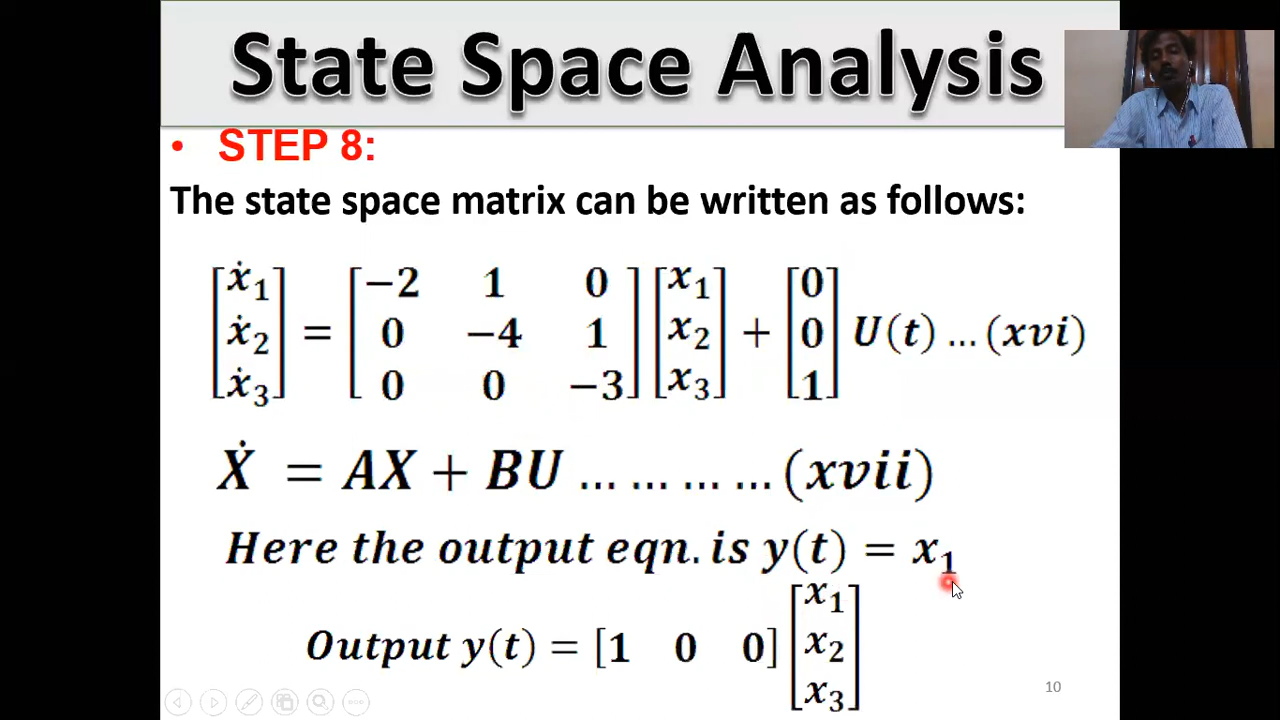 State Space Analysis
• STEP 8:
The state space matrix can be written as follows:
[ẋ1 ẋ2 ẋ3] = [−2 1 0; 0 −4 1; 0 0 −3] [x1 x2 x3] + [0 0 1] U(t) ... (xvi)
Ẋ = AX + BU ... ... ... ... (xvii)
Here the output eqn. is y(t) = x1
Output y(t) = [1 0 0] [x1 x2 x3]
10